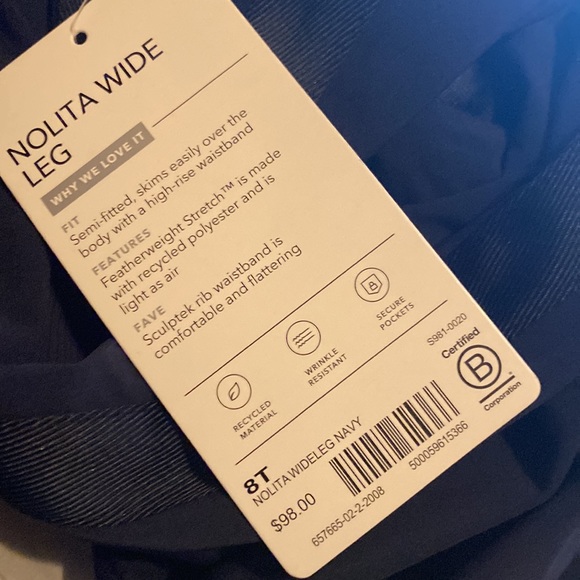 NOLITA WIDE
LEG
WHY WE LOVE IT
FIT
Semi-fitted, skims easily over the
body with a high-rise waistband
FEATURES
Featherweight Stretch™ is made
with recycled polyester and is
light as air
FAVE
Sculptek rib waistband is
comfortable and flattering
RECYCLED
MATERIAL
WRINKLE
RESISTANT
SECURE
POCKETS
S981-0020
Certified
B
Corporation
8T
NOLITA WIDELEG NAVY
$98.00
500059615366
657665-02-2-2008